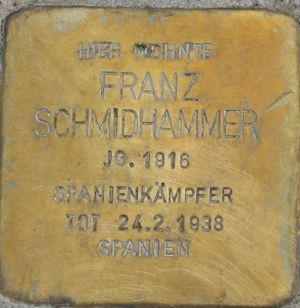 HIER WOHNTE
FRANZ
SCHMIDHAMMER
JG. 1916
SPANIENKÄMPFER
TOT 24.2.1938
SPANIEN